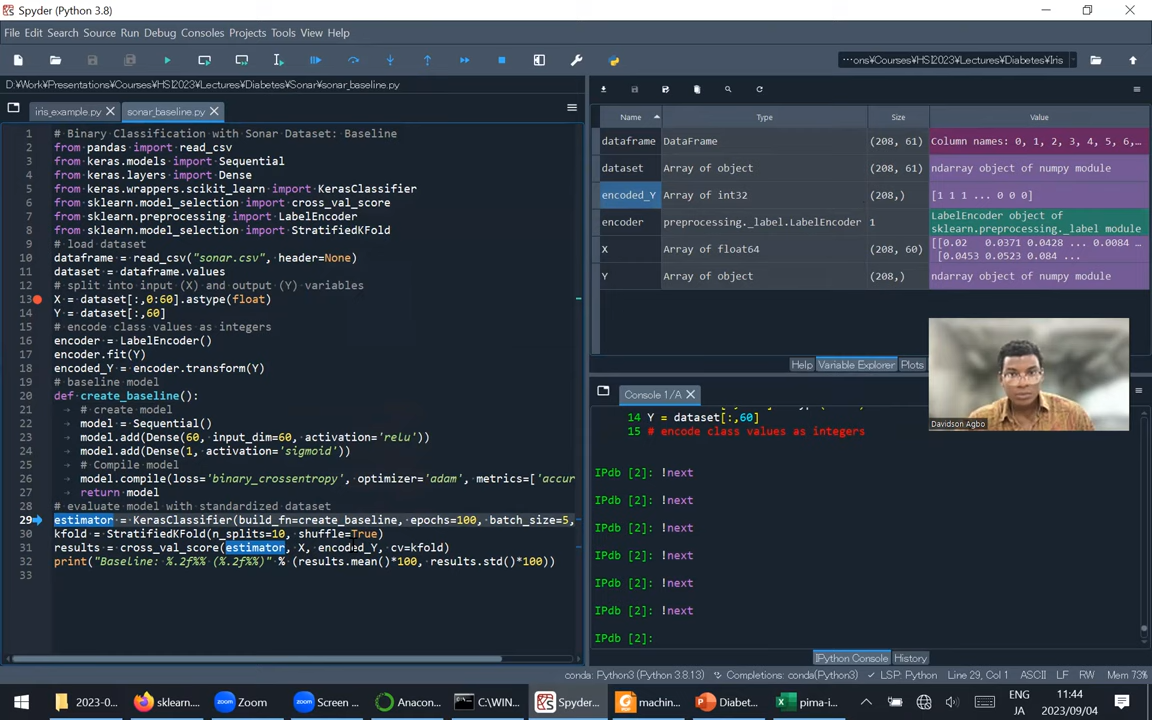 Spyder (Python 3.8)
File Edit Search Source Run Debug Consoles Projects Tools View Help
···ons¥Courses¥HSI2023¥Lectures¥Diabetes¥Iris
D:¥Work¥Presentations¥Courses¥HSI2023¥Lectures¥Diabetes¥Sonar¥sonar_baseline.py
iris_example.py
sonar_baseline.py
1 # Binary Classification with Sonar Dataset: Baseline
2 from pandas import read_csv
3 from keras.models import Sequential
4 from keras.layers import Dense
5 from keras.wrappers.scikit_learn import KerasClassifier
6 from sklearn.model_selection import cross_val_score
7 from sklearn.preprocessing import LabelEncoder
8 from sklearn.model_selection import StratifiedKFold
9 # load dataset
10 dataframe = read_csv("sonar.csv", header=None)
11 dataset = dataframe.values
12 # split into input (X) and output (Y) variables
13 X = dataset[:,0:60].astype(float)
14 Y = dataset[:,60]
15 # encode class values as integers
16 encoder = LabelEncoder()
17 encoder.fit(Y)
18 encoded_Y = encoder.transform(Y)
19 # baseline model
20 def create_baseline():
21 # create model
22 model = Sequential()
23 model.add(Dense(60, input_dim=60, activation='relu'))
24 model.add(Dense(1, activation='sigmoid'))
25 # Compile model
26 model.compile(loss='binary_crossentropy', optimizer='adam', metrics=['accur
27 return model
28 # evaluate model with standardized dataset
29 estimator = KerasClassifier(build_fn=create_baseline, epochs=100, batch_size=5,
30 kfold = StratifiedKFold(n_splits=10, shuffle=True)
31 results = cross_val_score(estimator, X, encoded_Y, cv=kfold)
32 print("Baseline: %.2f%% (%.2f%%)" % (results.mean()*100, results.std()*100))
33
Name Type Size Value
dataframe DataFrame (208, 61) Column names: 0, 1, 2, 3, 4, 5, 6,…
dataset Array of object (208, 61) ndarray object of numpy module
encoded_Y Array of int32 (208,) [1 1 1 ... 0 0 0]
encoder preprocessing._label.LabelEncoder 1 LabelEncoder object of
sklearn.preprocessing._label module
X Array of float64 (208, 60) [[0.02 0.0371 0.0428 ... 0.0084 …
[0.0453 0.0523 0.084 ...
Y Array of object (208,) ndarray object of numpy module
Help Variable Explorer Plots
Davidson Agbo
Console 1/A
14 Y = dataset[:,60]
15 # encode class values as integers
IPdb [2]: !next
IPdb [2]: !next
IPdb [2]: !next
IPdb [2]: !next
IPdb [2]: !next
IPdb [2]: !next
IPdb [2]:
IPython Console History
conda: Python3 (Python 3.8.13) Completions: conda(Python3) LSP: Python Line 29, Col 1 ASCII LF RW Mem 73%
2023-0... sklearn... Zoom Screen ... Anacon... C:¥WIN... Spyder... machin... Diabet... pima-i...
ENG
JA
11:44
2023/09/04